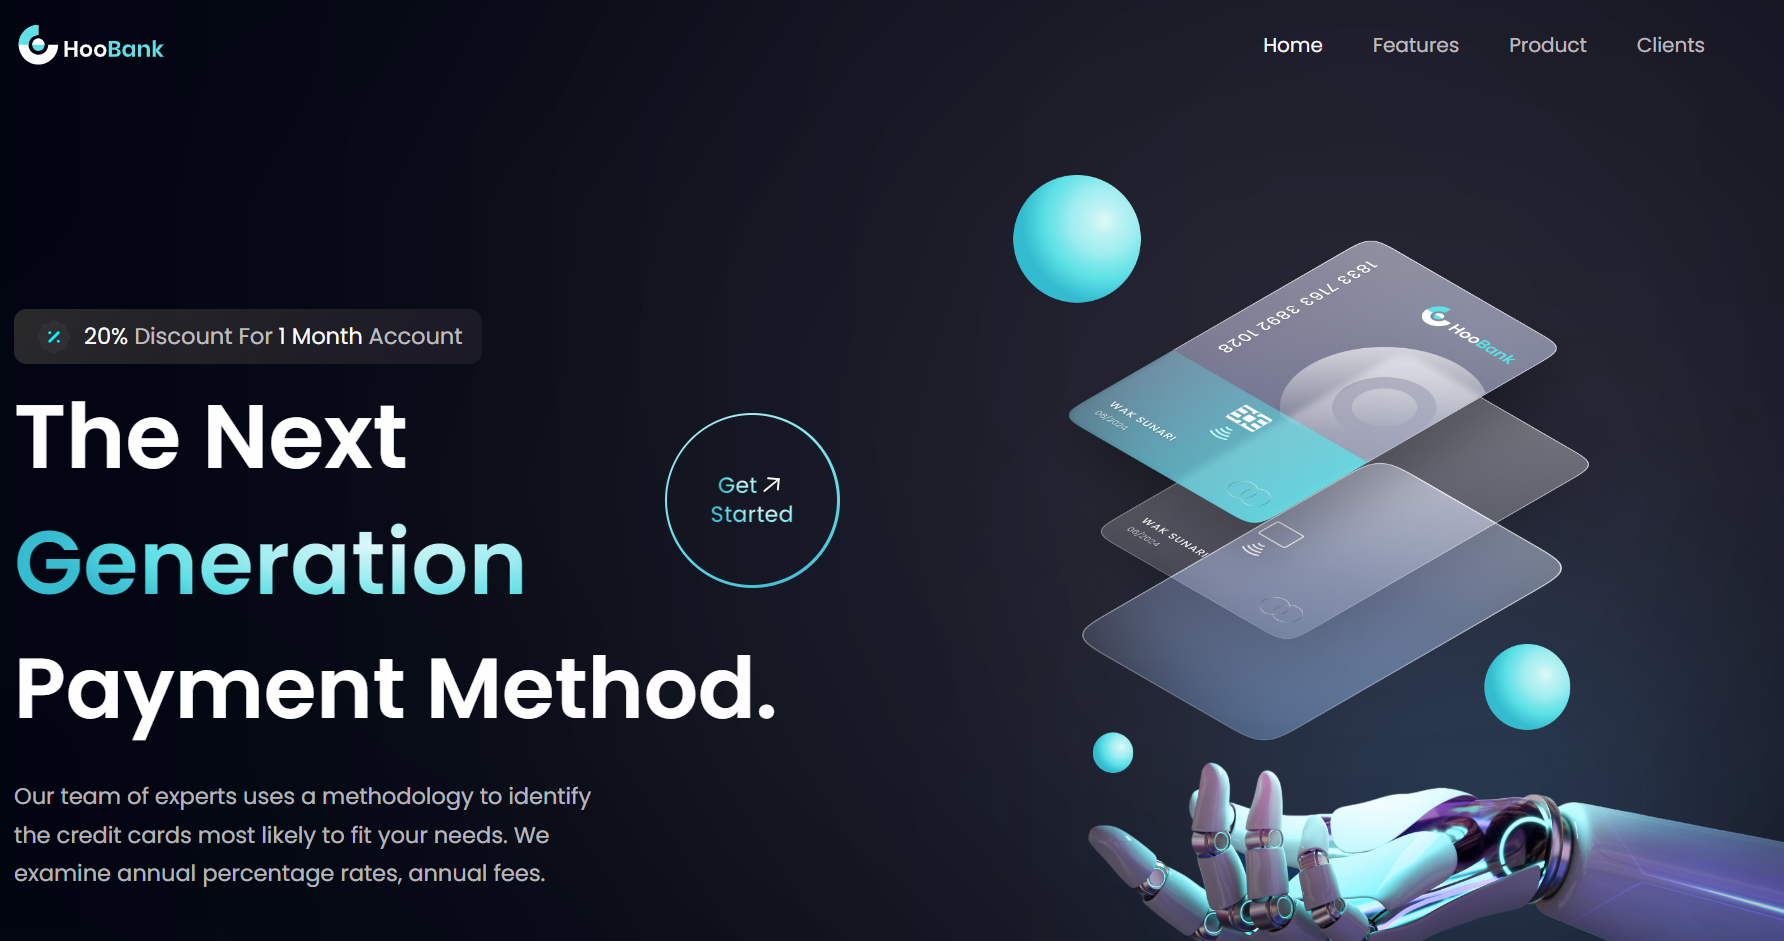 HooBank
Home
Features
Product
Clients
20% Discount For 1 Month Account
The Next
Generation
Payment Method.
Get
Started
Our team of experts uses a methodology to identify
the credit cards most likely to fit your needs. We
examine annual percentage rates, annual fees.
1833 7163 3892 1028
HooBank
WAK SUNARI
08/2024
WAK SUNARI
08/2024